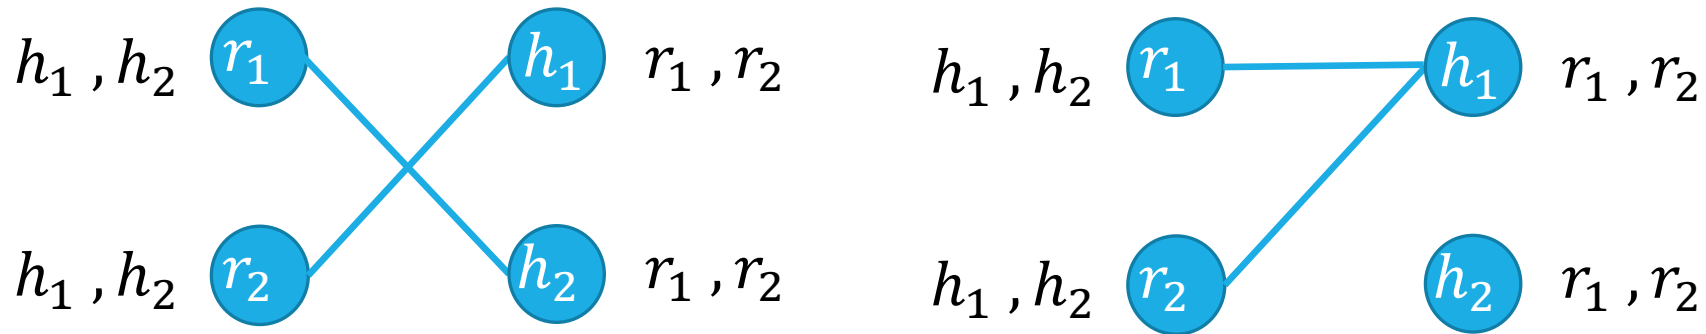 h₁ , h₂ r₁ h₁ r₁ , r₂ h₁ , h₂ r₁ h₁ r₁ , r₂
h₁ , h₂ r₂ h₂ r₁ , r₂ h₁ , h₂ r₂ h₂ r₁ , r₂